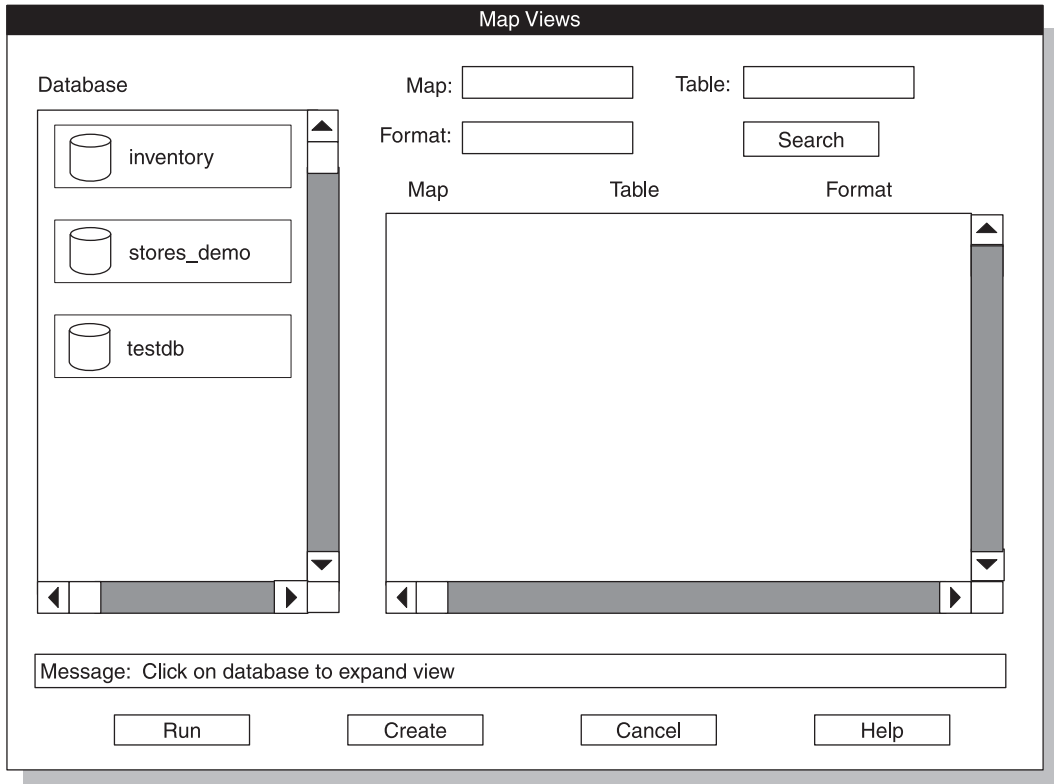 Map Views
Database
Map:
Table:
Format:
Search
inventory
stores_demo
testdb
Map Table Format
Message: Click on database to expand view
Run Create Cancel Help